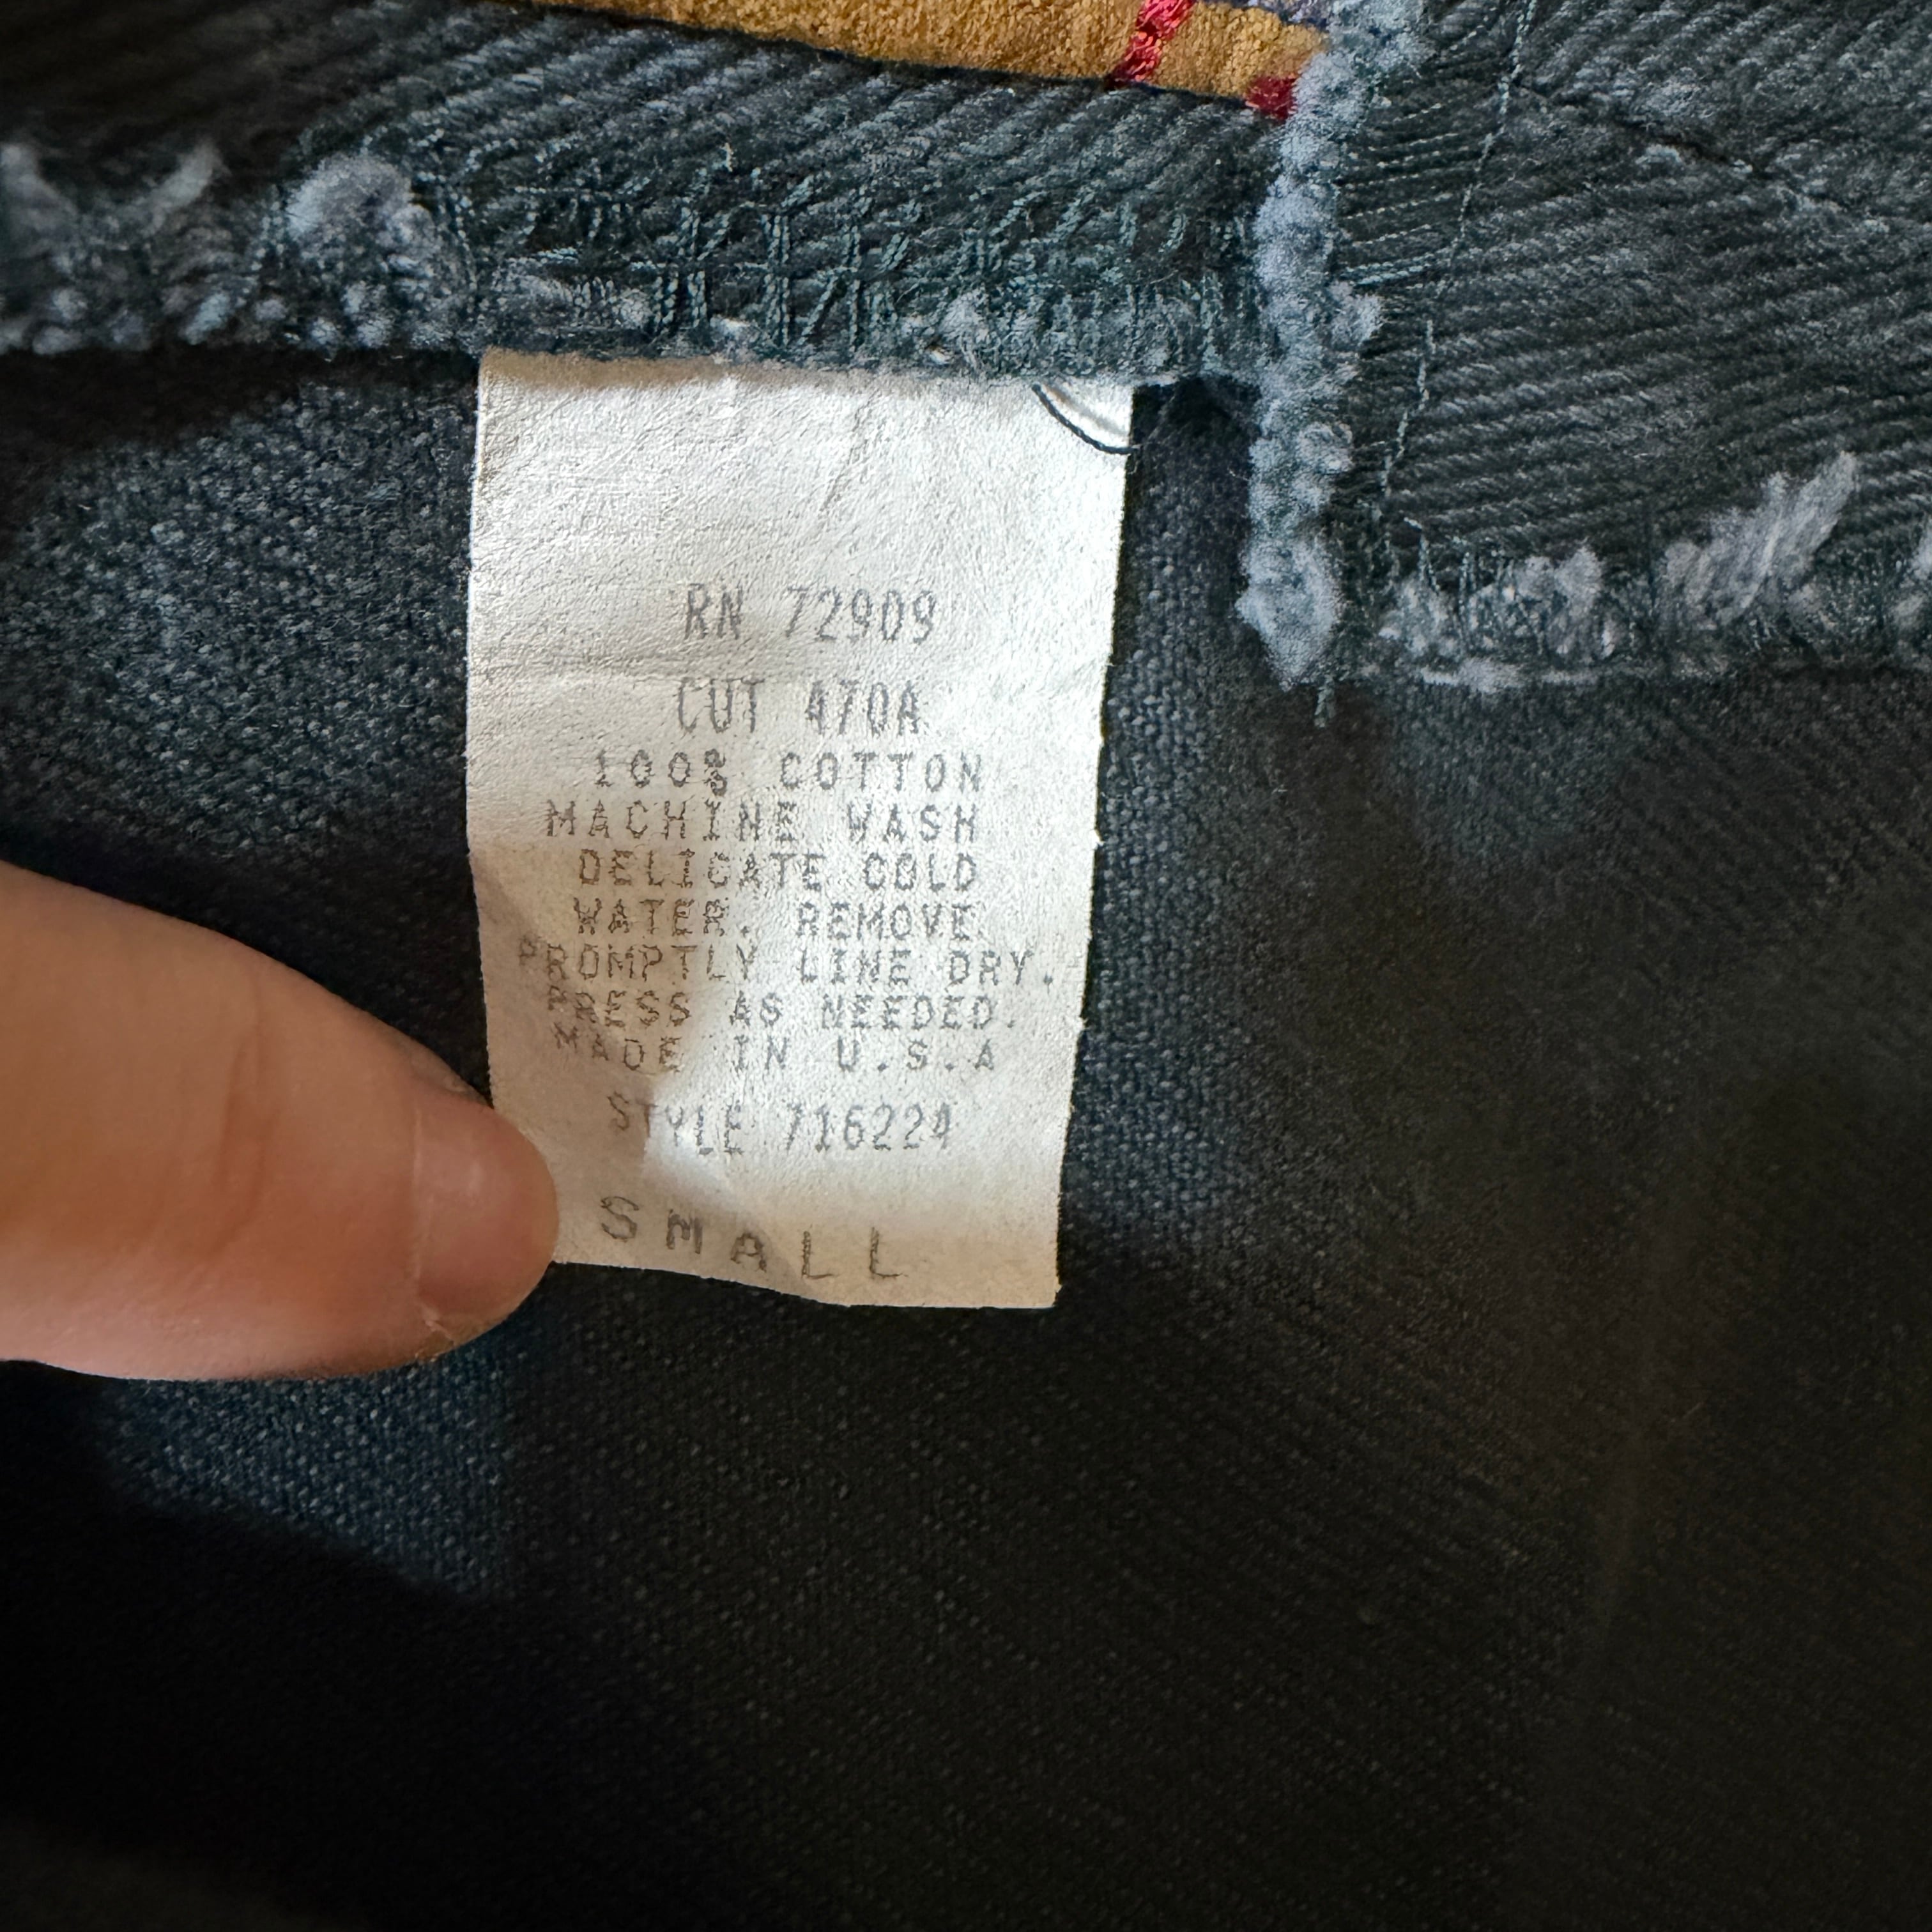 RN 72909
CUT 470A
100% COTTON
MACHINE WASH
DELICATE COLD
WATER. REMOVE
PROMPTLY LINE DRY.
PRESS AS NEEDED.
MADE IN U.S.A
STYLE 716224
SMALL